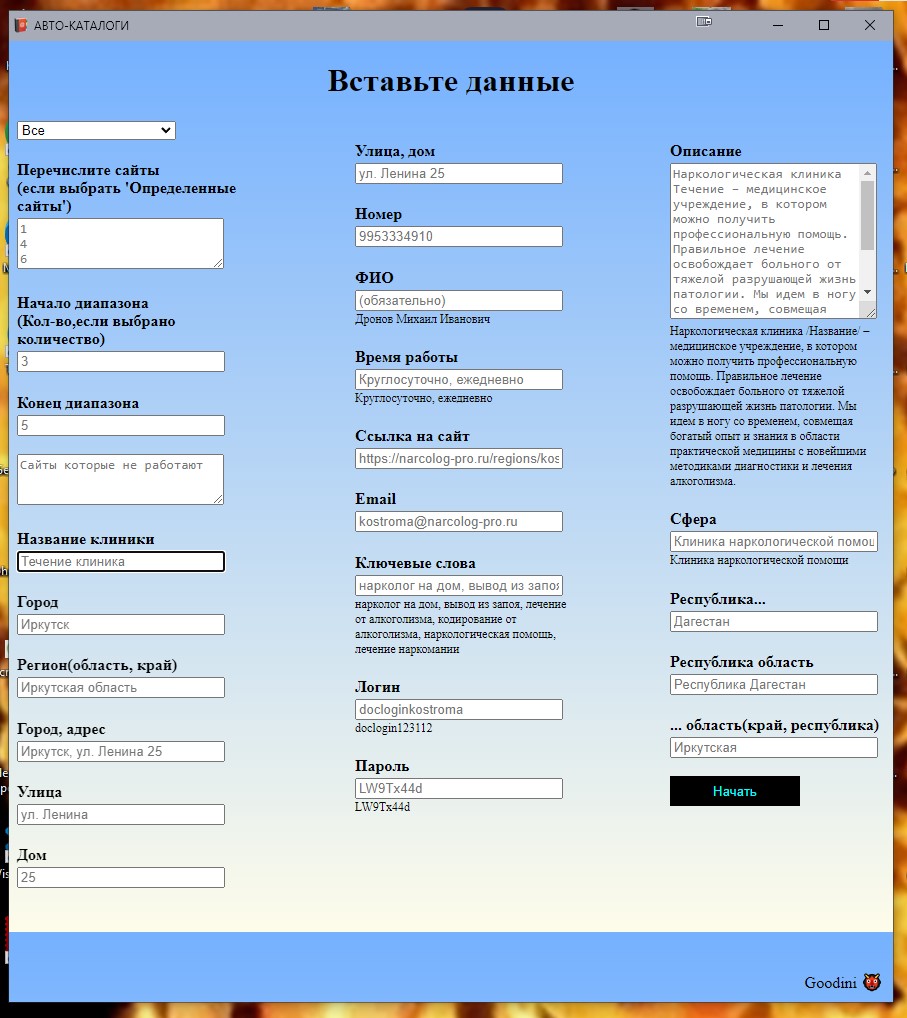 АВТО-КАТАЛОГИ
Вставьте данные
Все
Перечислите сайты
(если выбрать 'Определенные
сайты')
1
4
6
Начало диапазона
(Кол-во,если выбрано
количество)
3
Конец диапазона
5
Сайты которые не работают
Название клиники
Течение клиника
Город
Иркутск
Регион(область, край)
Иркутская область
Город, адрес
Иркутск, ул. Ленина 25
Улица
ул. Ленина
Дом
25
Улица, дом
ул. Ленина 25
Номер
9953334910
ФИО
(обязательно)
Дронов Михаил Иванович
Время работы
Круглосуточно, ежедневно
Круглосуточно, ежедневно
Ссылка на сайт
https://narcolog-pro.ru/regions/kos
Email
kostroma@narcolog-pro.ru
Ключевые слова
нарколог на дом, вывод из запоя
нарколог на дом, вывод из запоя, лечение
от алкоголизма, кодирование от
алкоголизма, наркологическая помощь,
лечение наркомании
Логин
docloginkostroma
doclogin123112
Пароль
LW9Tx44d
LW9Tx44d
Описание
Наркологическая клиника
Течение – медицинское
учреждение, в котором
можно получить
профессиональную помощь.
Правильное лечение
освобождает больного от
тяжелой разрушающей жизнь
патологии. Мы идем в ногу
со временем, совмещая
Наркологическая клиника /Название/ –
медицинское учреждение, в котором
можно получить профессиональную
помощь. Правильное лечение
освобождает больного от тяжелой
разрушающей жизнь патологии. Мы
идем в ногу со временем, совмещая
богатый опыт и знания в области
практической медицины с новейшими
методиками диагностики и лечения
алкоголизма.
Сфера
Клиника наркологической помощ
Клиника наркологической помощи
Республика...
Дагестан
Республика область
Республика Дагестан
... область(край, республика)
Иркутская
Начать
Goodini